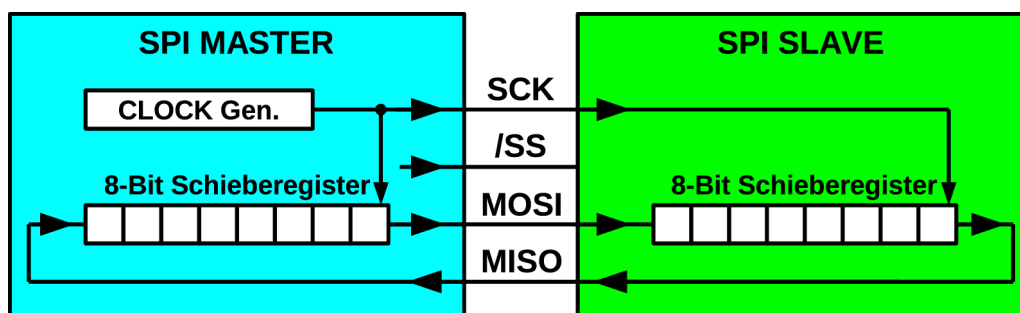 SPI MASTER
SPI SLAVE
CLOCK Gen.
SCK
/SS
8-Bit Schieberegister
8-Bit Schieberegister
MOSI
MISO